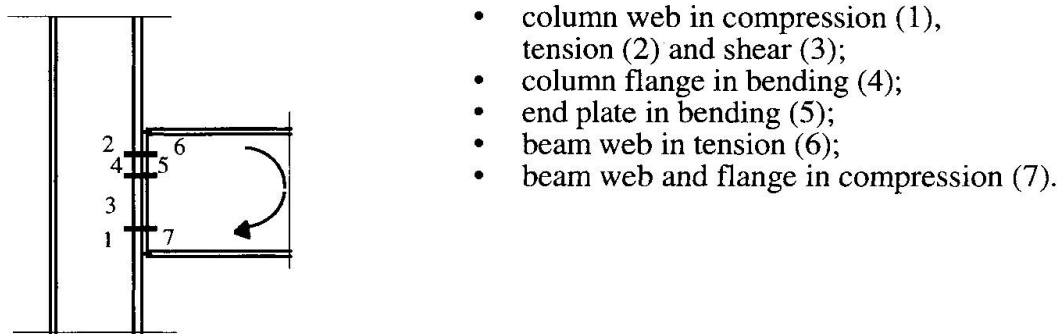 • column web in compression (1),
tension (2) and shear (3);
• column flange in bending (4);
• end plate in bending (5);
• beam web in tension (6);
• beam web and flange in compression (7).
2 6
4 5
3
1 7